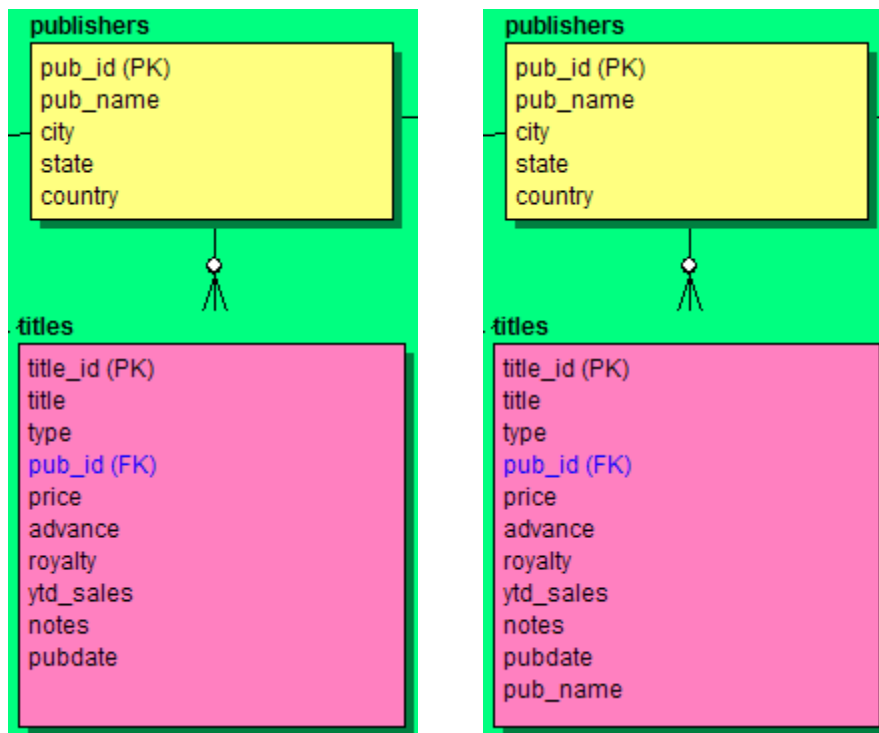 publishers
pub_id (PK)
pub_name
city
state
country
titles
title_id (PK)
title
type
pub_id (FK)
price
advance
royalty
ytd_sales
notes
pubdate
publishers
pub_id (PK)
pub_name
city
state
country
titles
title_id (PK)
title
type
pub_id (FK)
price
advance
royalty
ytd_sales
notes
pubdate
pub_name